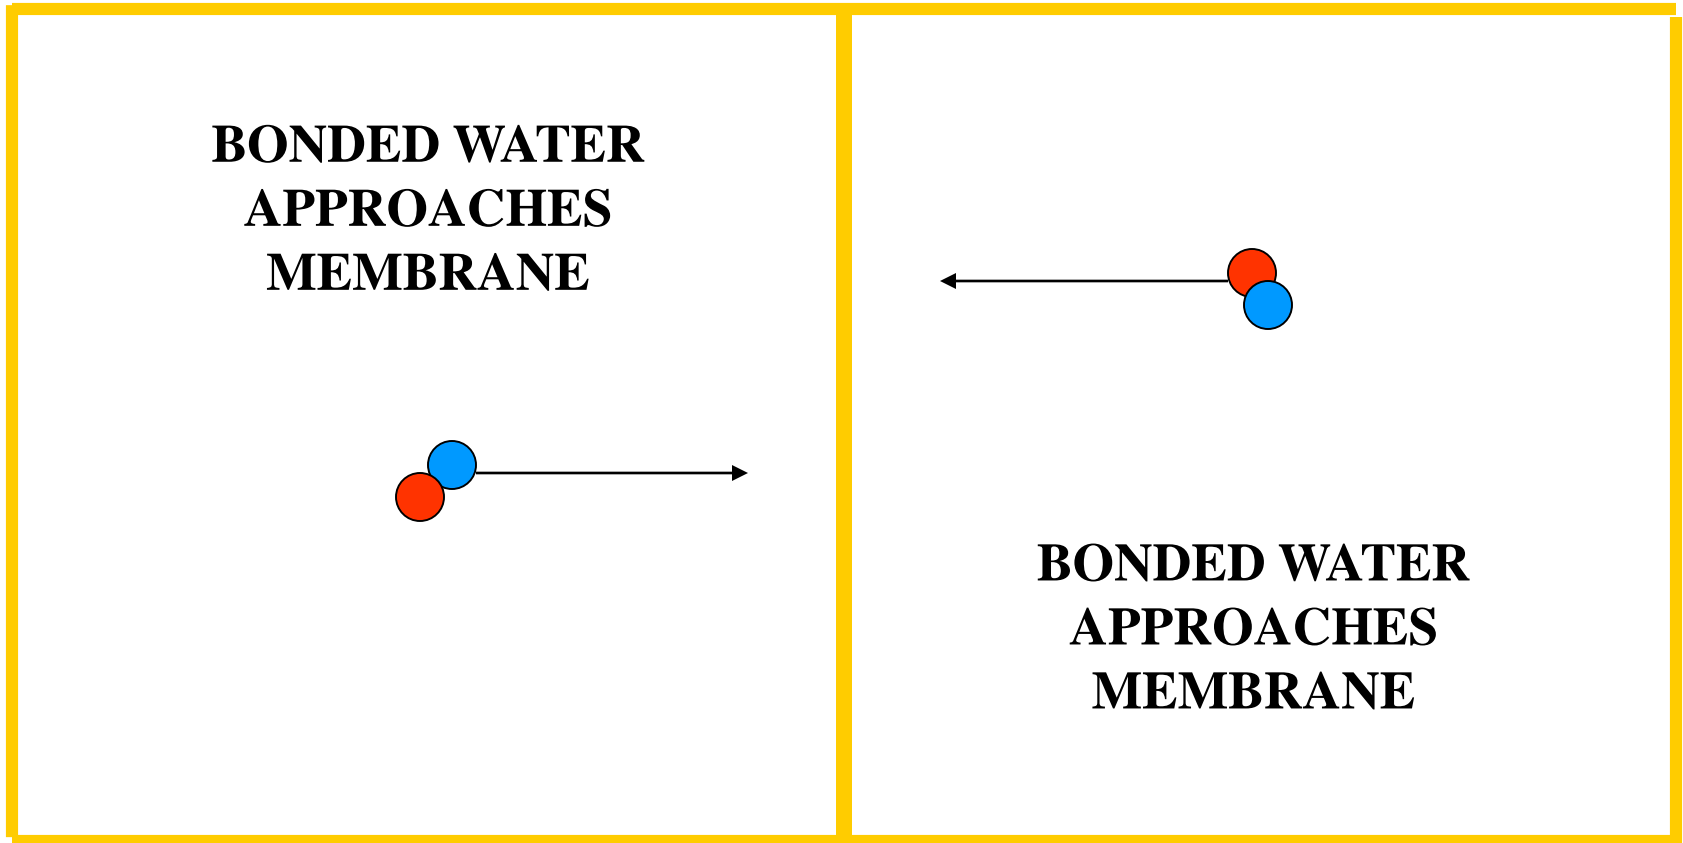 BONDED WATER
APPROACHES
MEMBRANE
BONDED WATER
APPROACHES
MEMBRANE